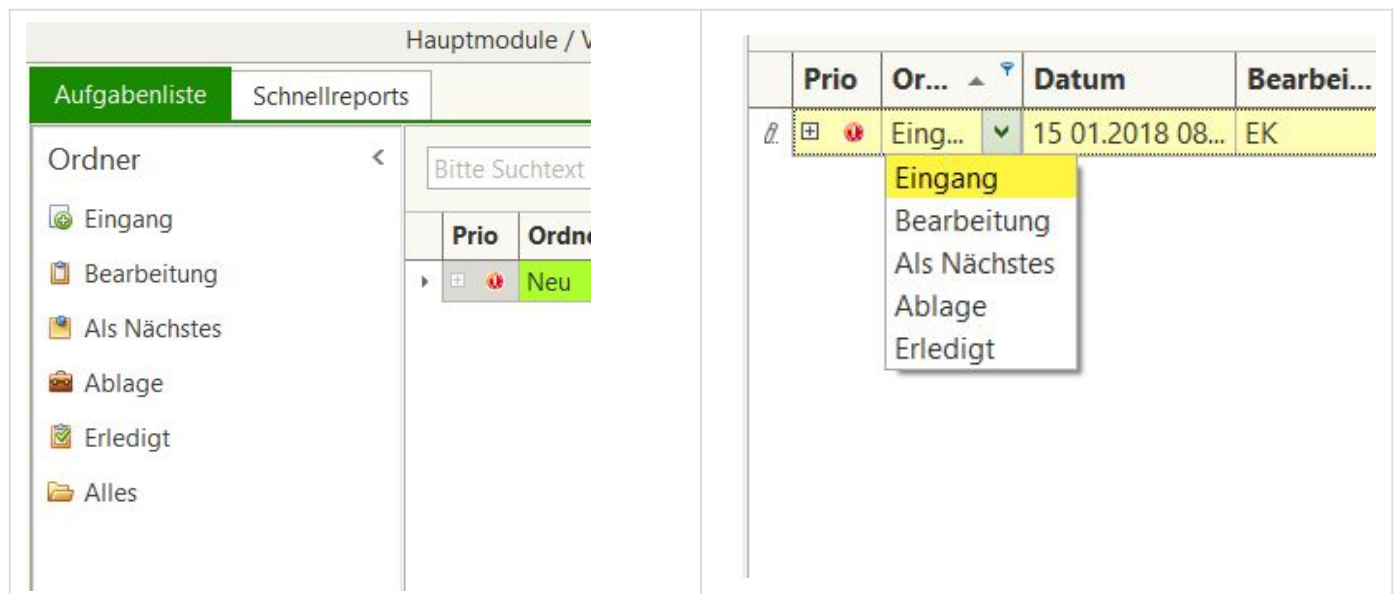 Hauptmodule / V
Aufgabenliste Schnellreports
Ordner <
Bitte Suchtext
Eingang
Prio Ordne
Bearbeitung
Neu
Als Nächstes
Ablage
Erledigt
Alles
Prio Or... Datum Bearbei...
Eing... 15 01.2018 08... EK
Eingang
Bearbeitung
Als Nächstes
Ablage
Erledigt